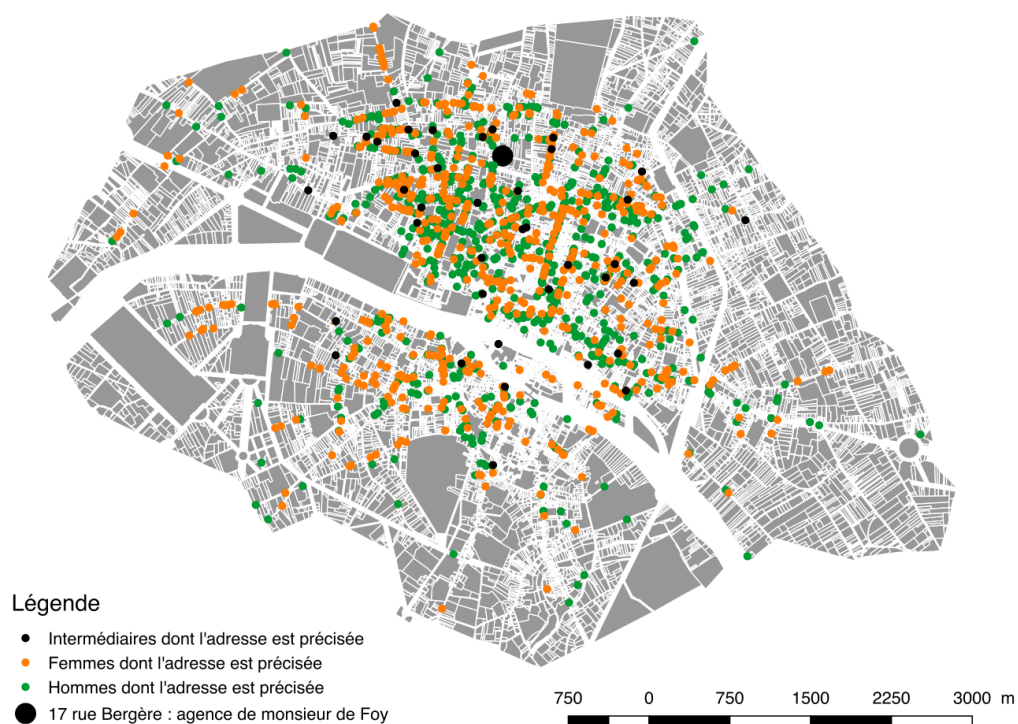 Légende
Intermédiaires dont l'adresse est précisée
Femmes dont l'adresse est précisée
Hommes dont l'adresse est précisée
17 rue Bergère : agence de monsieur de Foy
750 0 750 1500 2250 3000 m